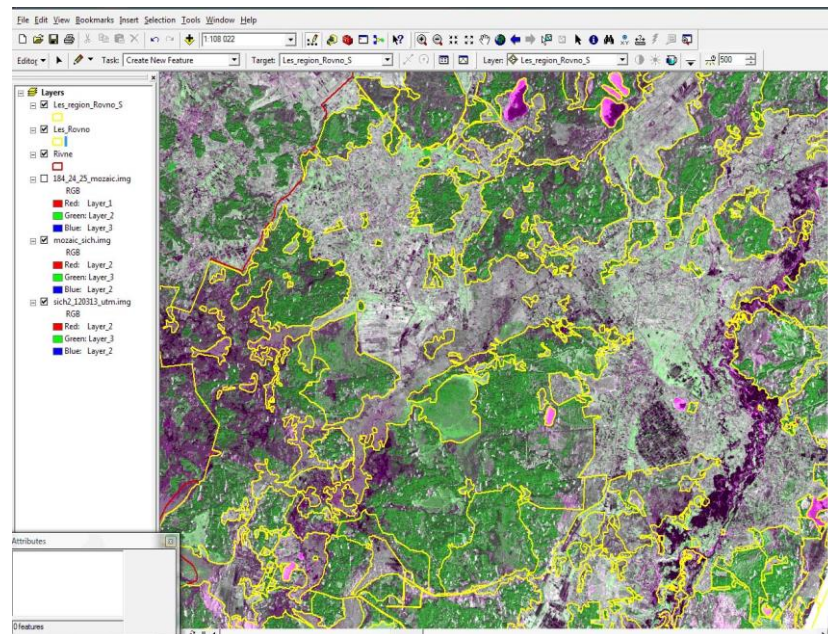 File Edit View Bookmarks Insert Selection Tools Window Help
1:108 022
Editor Task: Create New Feature Target: Les_region_Rovno_S Layer: Les_region_Rovno_S 500
Layers
Les_region_Rovno_S
Les_Rovno
Rivne
184_24_25_mozaic.img
RGB
Red: Layer_1
Green: Layer_2
Blue: Layer_3
mozaic_sich.img
RGB
Red: Layer_2
Green: Layer_3
Blue: Layer_2
sich2_120313_utm.img
RGB
Red: Layer_2
Green: Layer_3
Blue: Layer_2
Attributes
0 features